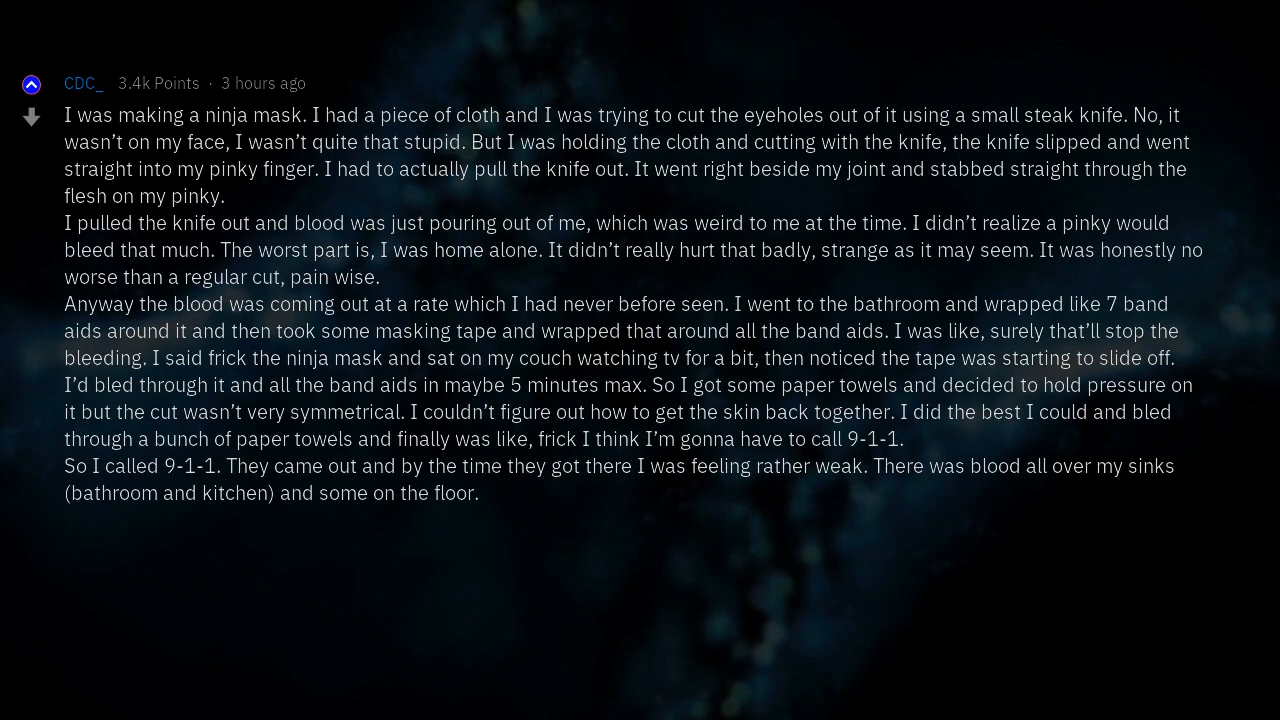 CDC_ 3.4k Points · 3 hours ago
I was making a ninja mask. I had a piece of cloth and I was trying to cut the eyeholes out of it using a small steak knife. No, it
wasn’t on my face, I wasn’t quite that stupid. But I was holding the cloth and cutting with the knife, the knife slipped and went
straight into my pinky finger. I had to actually pull the knife out. It went right beside my joint and stabbed straight through the
flesh on my pinky.
I pulled the knife out and blood was just pouring out of me, which was weird to me at the time. I didn’t realize a pinky would
bleed that much. The worst part is, I was home alone. It didn’t really hurt that badly, strange as it may seem. It was honestly no
worse than a regular cut, pain wise.
Anyway the blood was coming out at a rate which I had never before seen. I went to the bathroom and wrapped like 7 band
aids around it and then took some masking tape and wrapped that around all the band aids. I was like, surely that’ll stop the
bleeding. I said frick the ninja mask and sat on my couch watching tv for a bit, then noticed the tape was starting to slide off.
I’d bled through it and all the band aids in maybe 5 minutes max. So I got some paper towels and decided to hold pressure on
it but the cut wasn’t very symmetrical. I couldn’t figure out how to get the skin back together. I did the best I could and bled
through a bunch of paper towels and finally was like, frick I think I’m gonna have to call 9-1-1.
So I called 9-1-1. They came out and by the time they got there I was feeling rather weak. There was blood all over my sinks
(bathroom and kitchen) and some on the floor.